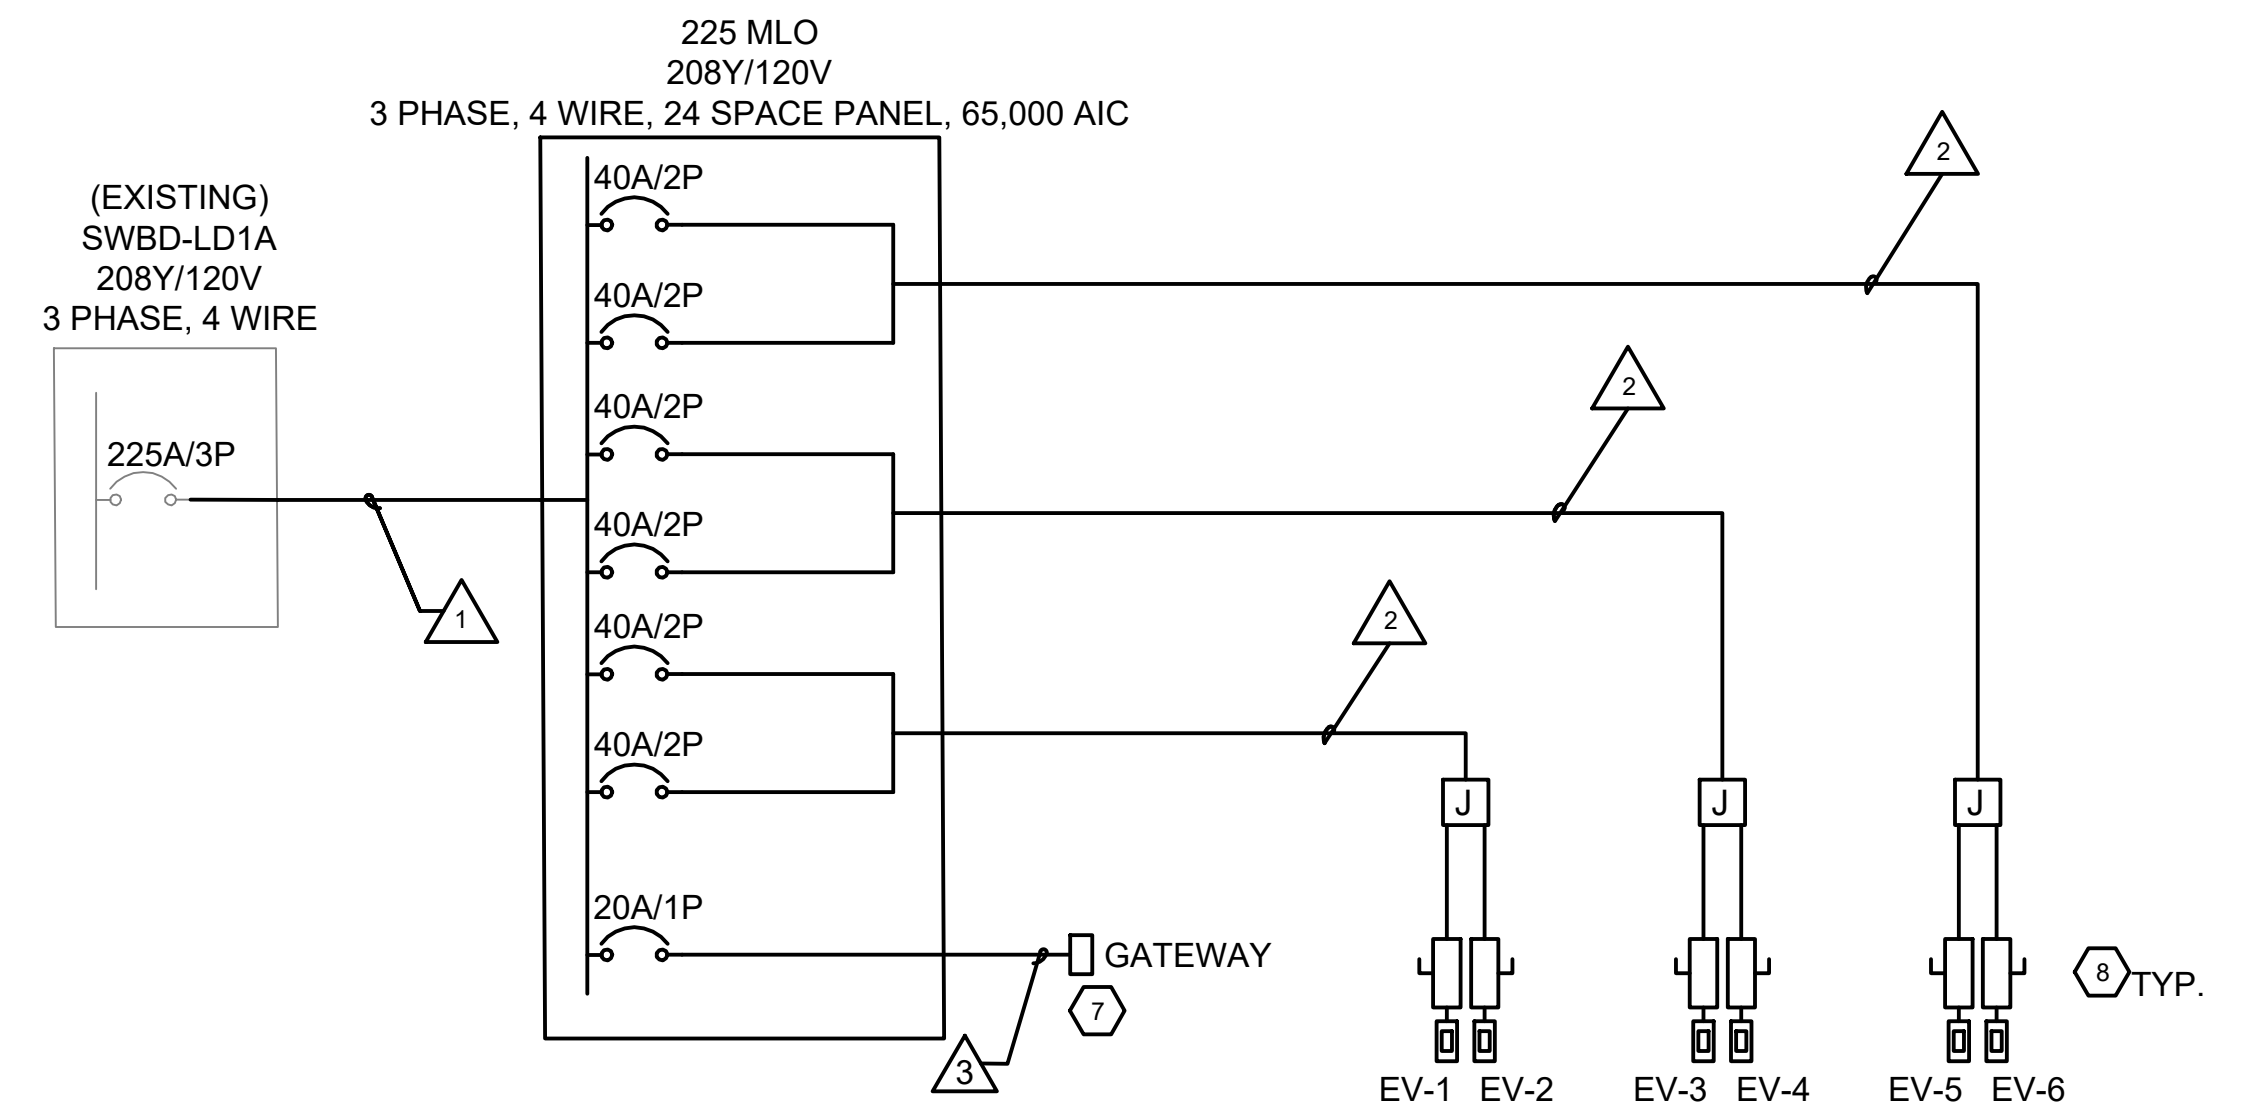 225 MLO
208Y/120V
3 PHASE, 4 WIRE, 24 SPACE PANEL, 65,000 AIC
(EXISTING)
SWBD-LD1A
208Y/120V
3 PHASE, 4 WIRE
225A/3P
1
40A/2P
40A/2P
40A/2P
40A/2P
40A/2P
40A/2P
20A/1P
2
2
2
J
J
J
GATEWAY
7
3
8
TYP.
EV-1
EV-2
EV-3
EV-4
EV-5
EV-6